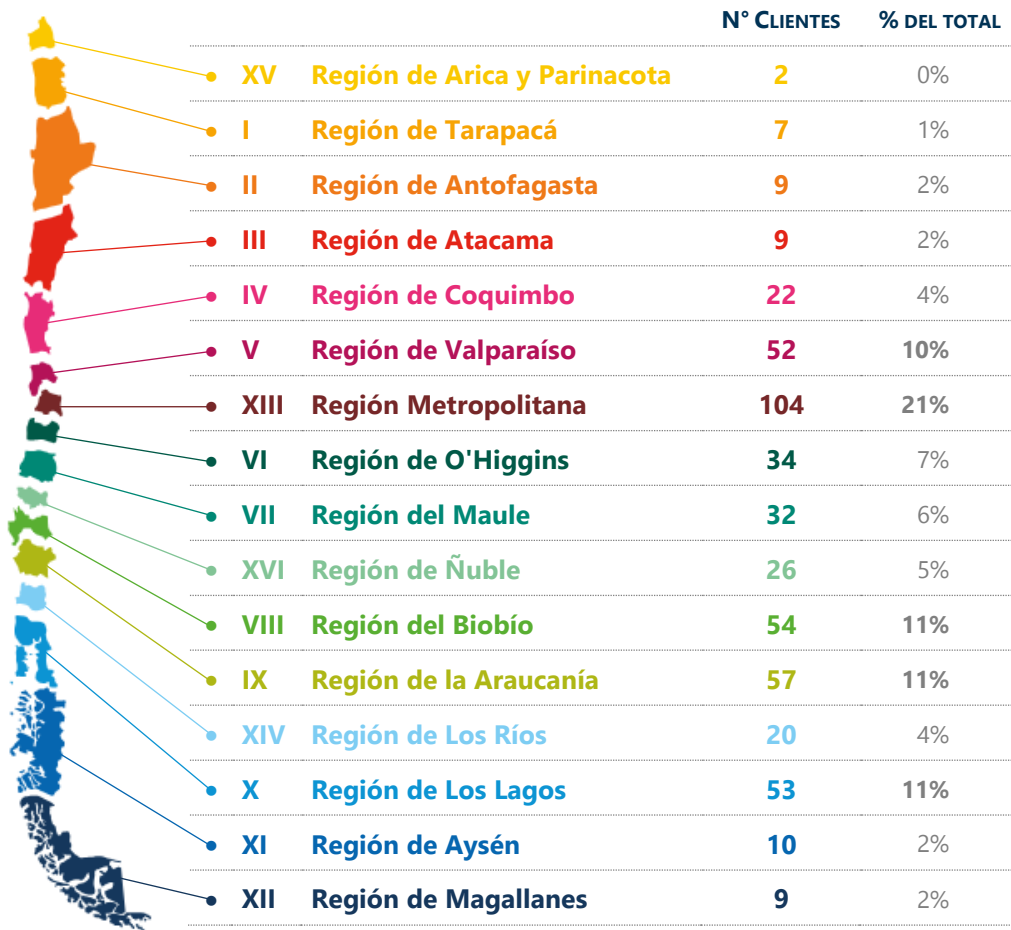 N° CLIENTES % DEL TOTAL
XV Región de Arica y Parinacota 2 0%
I Región de Tarapacá 7 1%
II Región de Antofagasta 9 2%
III Región de Atacama 9 2%
IV Región de Coquimbo 22 4%
V Región de Valparaíso 52 10%
XIII Región Metropolitana 104 21%
VI Región de O'Higgins 34 7%
VII Región del Maule 32 6%
XVI Región de Ñuble 26 5%
VIII Región del Biobío 54 11%
IX Región de la Araucanía 57 11%
XIV Región de Los Ríos 20 4%
X Región de Los Lagos 53 11%
XI Región de Aysén 10 2%
XII Región de Magallanes 9 2%